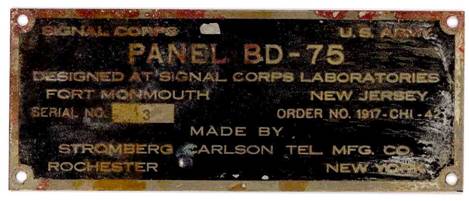 SIGNAL CORPS U.S. ARMY
PANEL BD-75
DESIGNED AT SIGNAL CORPS LABORATORIES
FORT MONMOUTH NEW JERSEY
SERIAL NO. 3 ORDER NO. 1917-CHI-42
MADE BY
STROMBERG CARLSON TEL. MFG. CO.
ROCHESTER NEW YORK